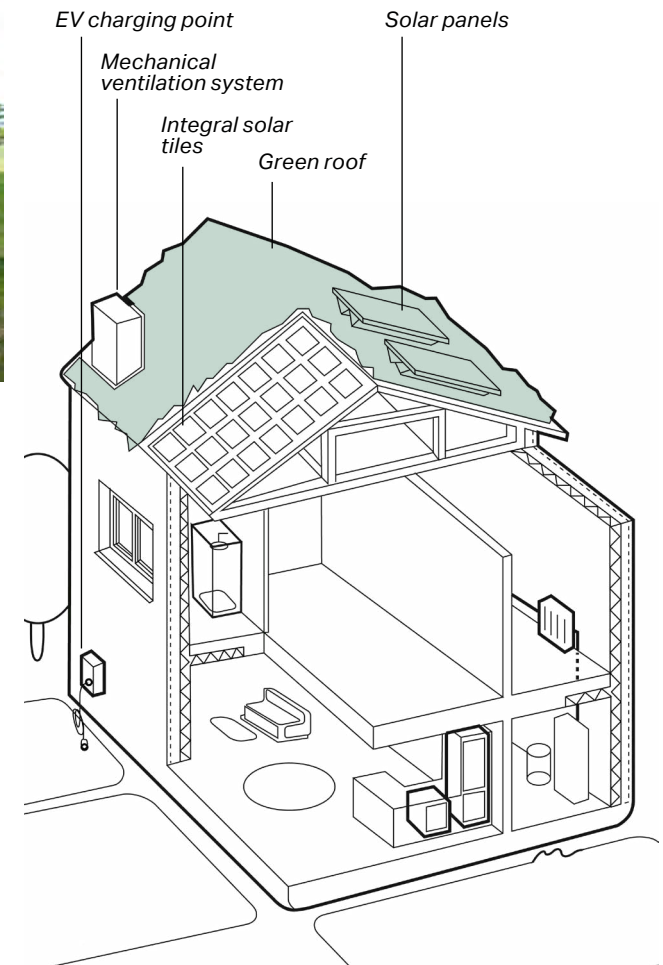 EV charging point
Solar panels
Mechanical
ventilation system
Integral solar
tiles
Green roof